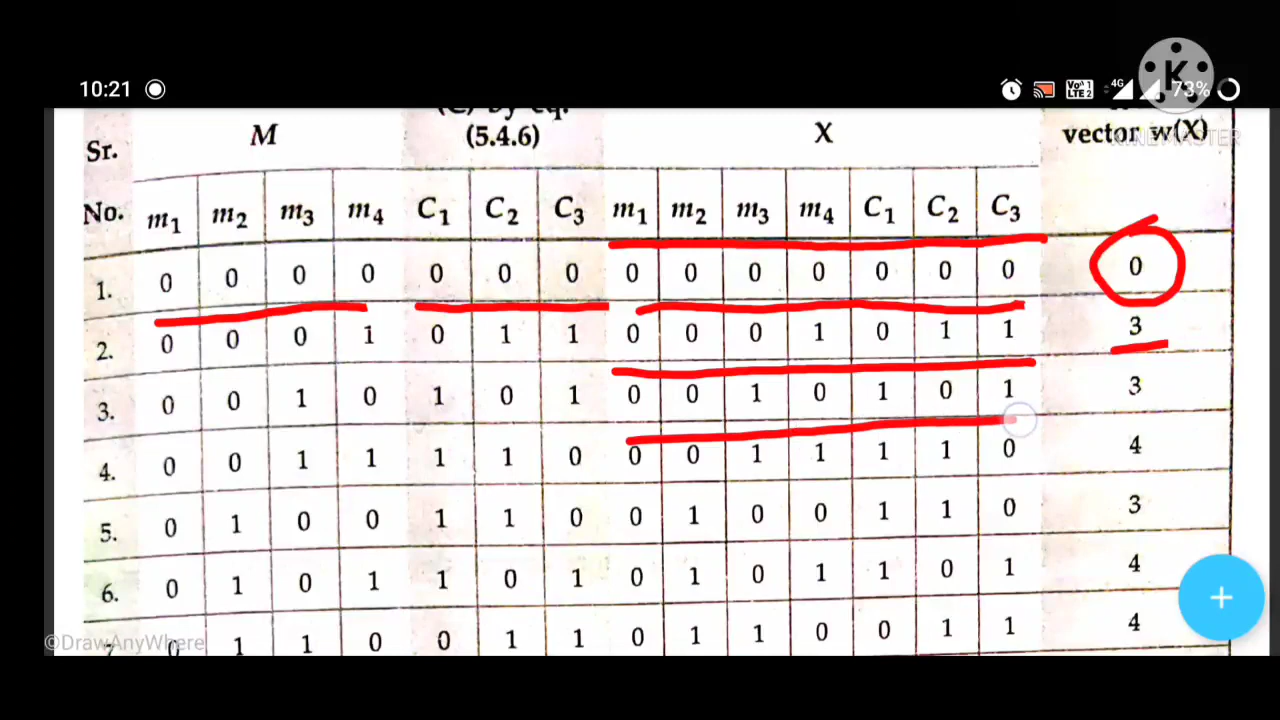 10:21 Vo 1 LTE 2 4G 73%
K
KINEMASTER
(C) by eq.
Sr. M (5.4.6) X vector w(X)
No. m1 m2 m3 m4 C1 C2 C3 m1 m2 m3 m4 C1 C2 C3
1. 0 0 0 0 0 0 0 0 0 0 0 0 0 0 0
2. 0 0 0 1 0 1 1 0 0 0 1 0 1 1 3
3. 0 0 1 0 1 0 1 0 0 1 0 1 0 1 3
4. 0 0 1 1 1 1 0 0 0 1 1 1 1 0 4
5. 0 1 0 0 1 1 0 0 1 0 0 1 1 0 3
6. 0 1 0 1 1 0 1 0 1 0 1 1 0 1 4
7 0 1 1 0 0 1 1 0 1 1 0 0 1 1 4
+
©DrawAnyWhere